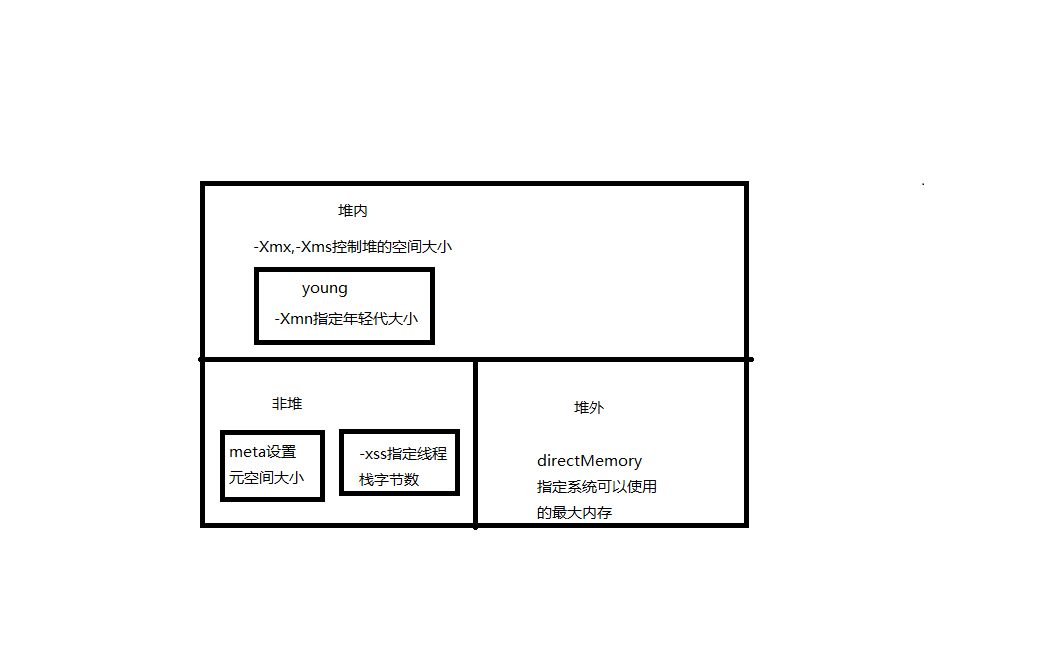 堆内
-Xmx,-Xms控制堆的空间大小
young
-Xmn指定年轻代大小
非堆
meta设置
元空间大小
-xss指定线程
栈字节数
堆外
directMemory
指定系统可以使用
的最大内存